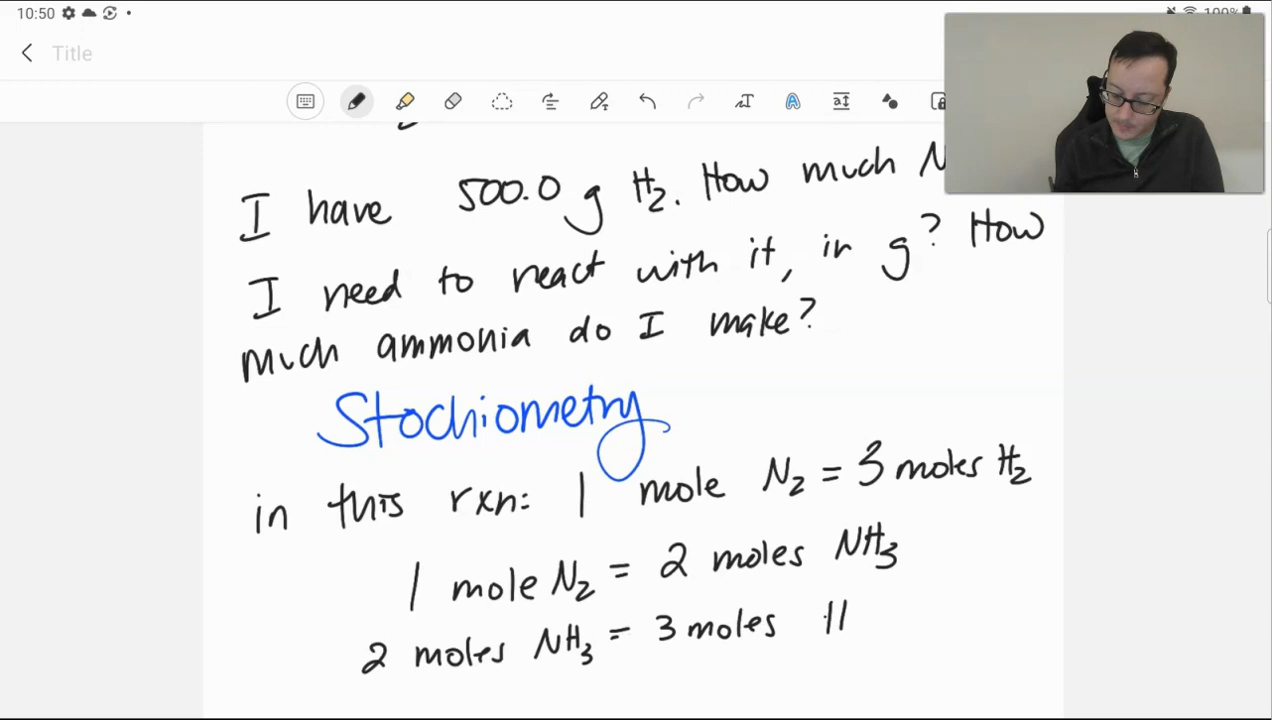 10:50 100%
Title
I have 500.0 g H₂. How much
I need to react with it, in g? How
much ammonia do I make?
Stochiometry
in this rxn: 1 mole N₂ = 3 moles H₂
1 mole N₂ = 2 moles NH₃
2 moles NH₃ = 3 moles